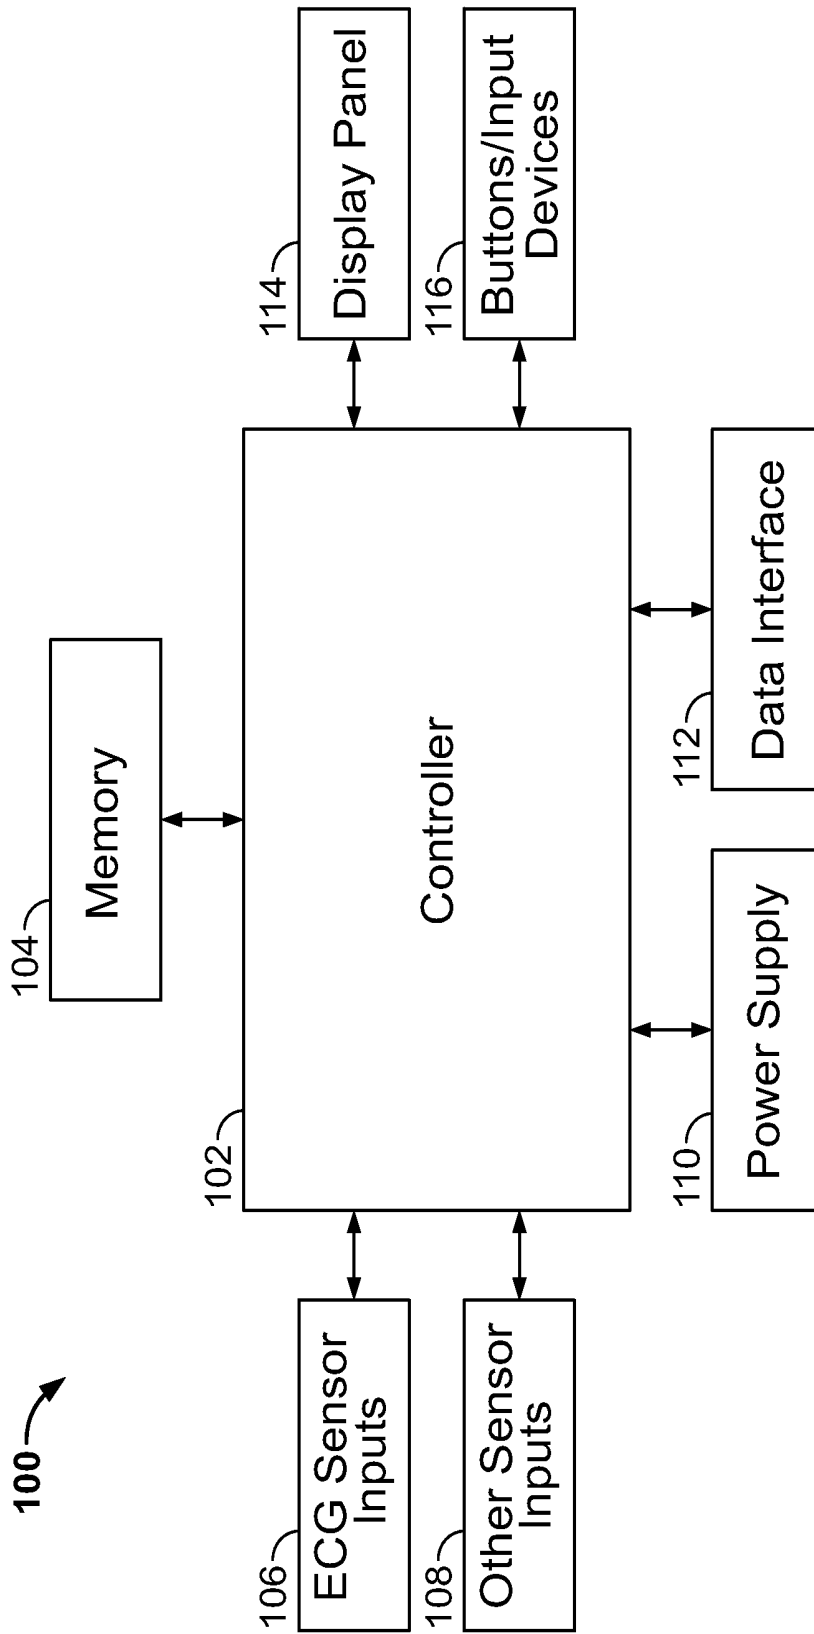 100
104
Memory
102
Controller
106
ECG Sensor
Inputs
108
Other Sensor
Inputs
114
Display Panel
116
Buttons/Input
Devices
110
Power Supply
112
Data Interface